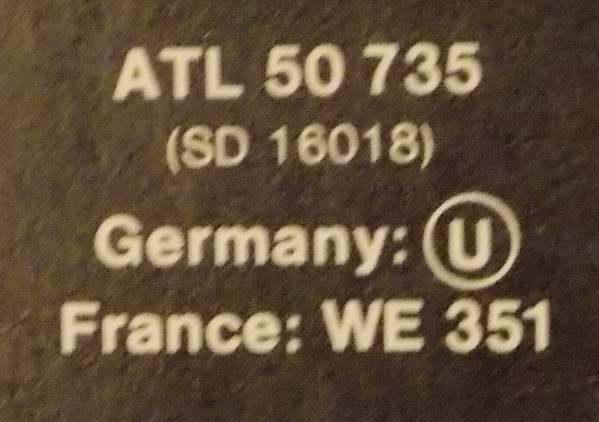 ATL 50 735
(SD 16018)
Germany: Ⓤ
France: WE 351